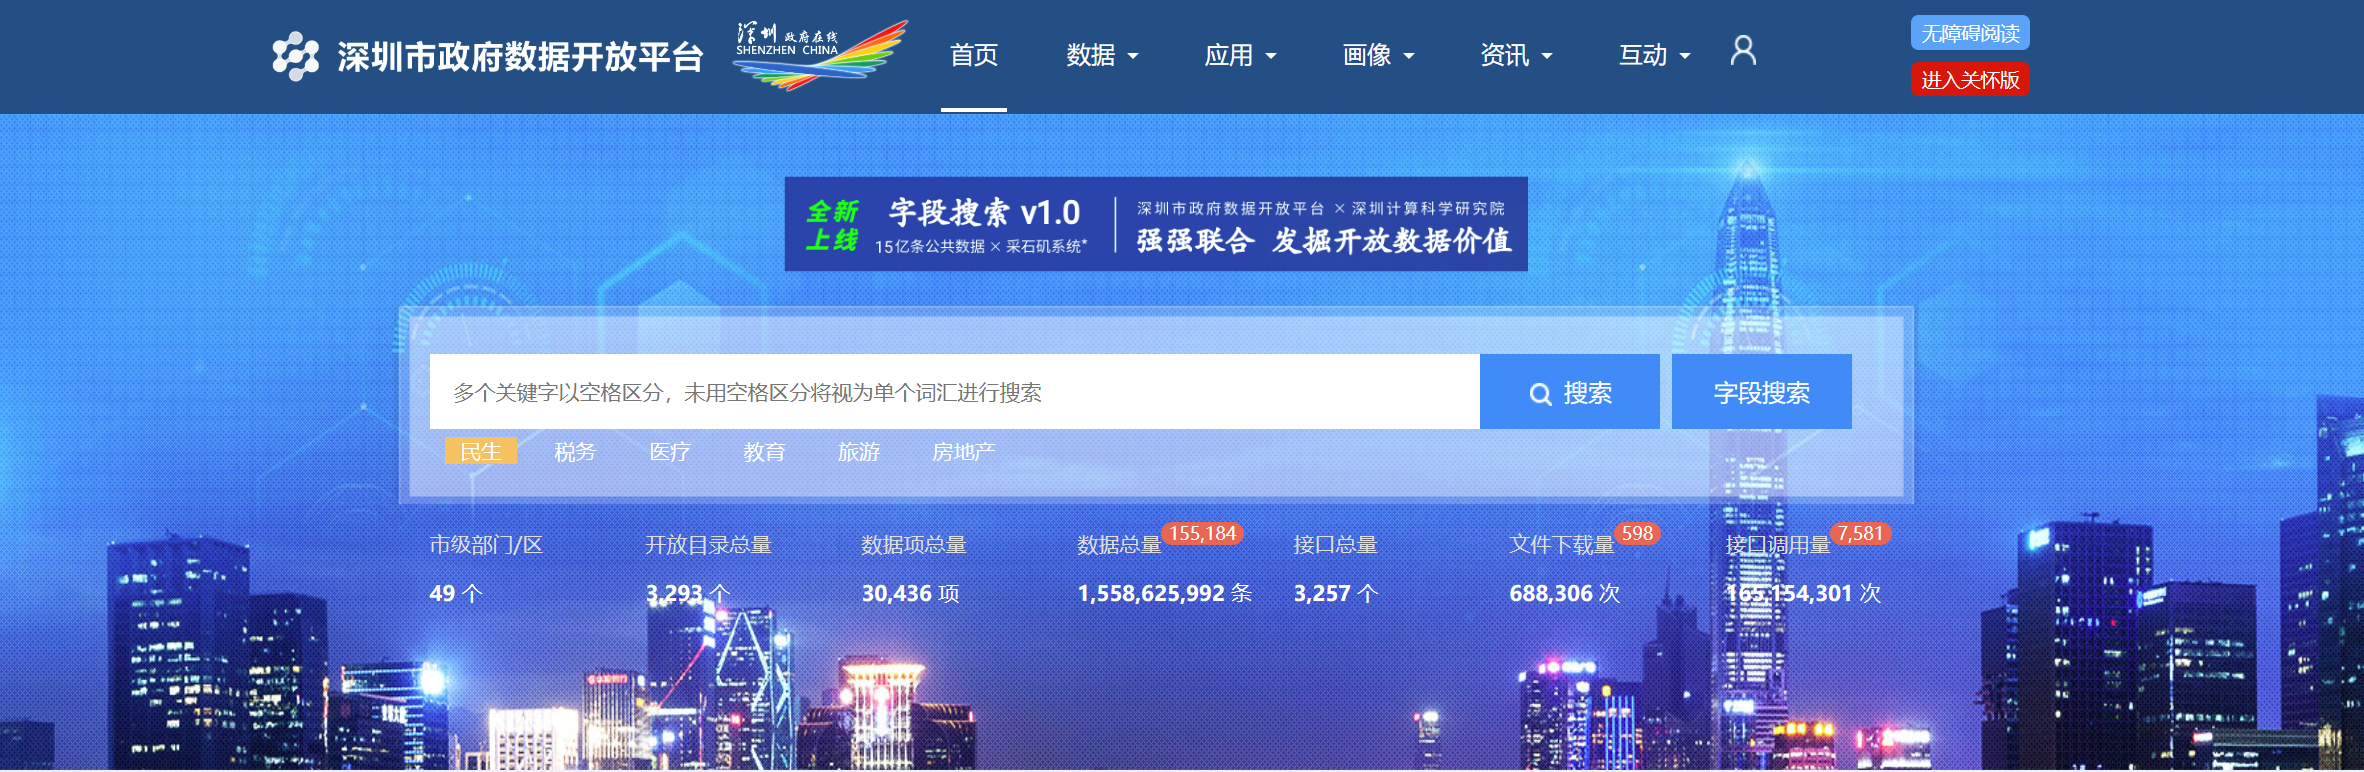 深圳市政府数据开放平台
深圳 政府在线
SHENZHEN CHINA
首页 数据 应用 画像 资讯 互动
无障碍阅读
进入关怀版
全新
上线
字段搜索 v1.0
15亿条公共数据 × 采石矶系统*
深圳市政府数据开放平台 × 深圳计算科学研究院
强强联合 发掘开放数据价值
多个关键字以空格区分，未用空格区分将视为单个词汇进行搜索
搜索
字段搜索
民生 税务 医疗 教育 旅游 房地产
市级部门/区
49 个
开放目录总量
3,293 个
数据项总量
30,436 项
数据总量 155,184
1,558,625,992 条
接口总量
3,257 个
文件下载量 598
688,306 次
接口调用量 7,581
165,154,301 次